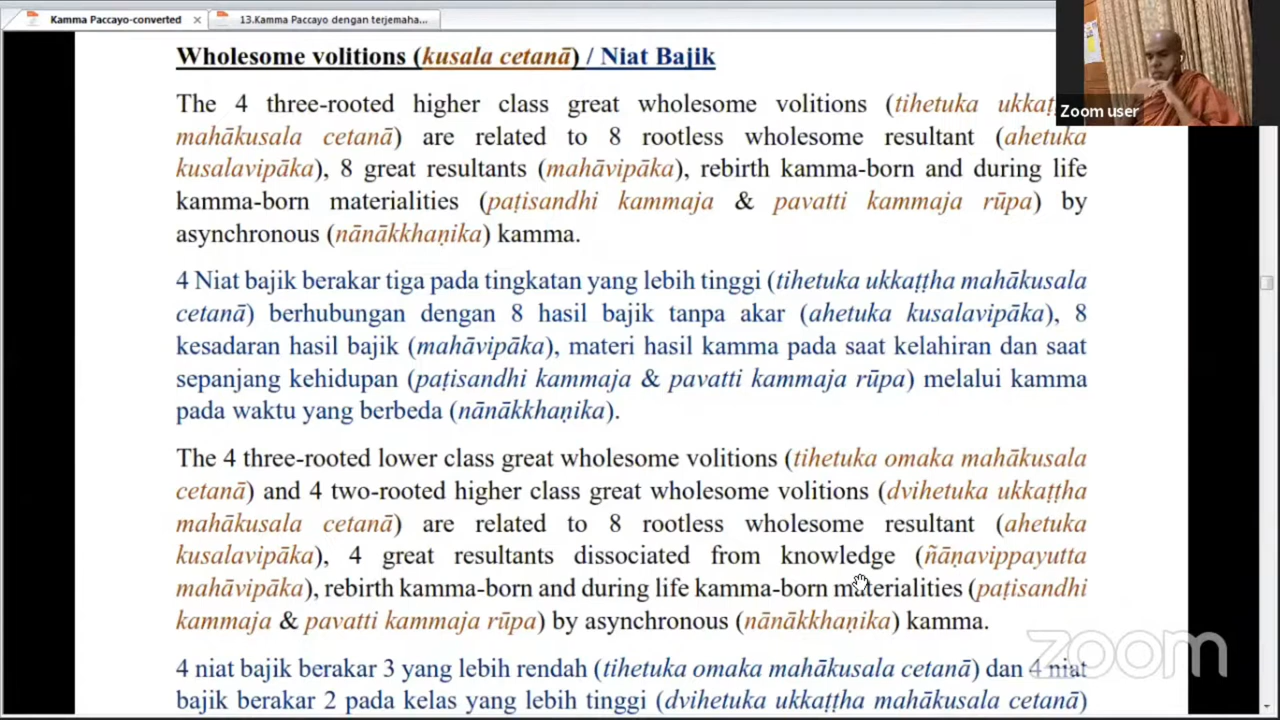 Kamma Paccayo-converted
13.Kamma Paccayo dengan terjemaha...
Zoom user
Wholesome volitions (kusala cetanā) / Niat Bajik
The 4 three-rooted higher class great wholesome volitions (tihetuka
mahākusala cetanā) are related to 8 rootless wholesome resultant (ahetuka
kusalavipāka), 8 great resultants (mahāvipāka), rebirth kamma-born and during life
kamma-born materialities (paṭisandhi kammaja & pavatti kammaja rūpa) by
asynchronous (nānākkhaṇika) kamma.
4 Niat bajik berakar tiga pada tingkatan yang lebih tinggi (tihetuka ukkaṭṭha mahākusala
cetanā) berhubungan dengan 8 hasil bajik tanpa akar (ahetuka kusalavipāka), 8
kesadaran hasil bajik (mahāvipāka), materi hasil kamma pada saat kelahiran dan saat
sepanjang kehidupan (paṭisandhi kammaja & pavatti kammaja rūpa) melalui kamma
pada waktu yang berbeda (nānākkhaṇika).
The 4 three-rooted lower class great wholesome volitions (tihetuka omaka mahākusala
cetanā) and 4 two-rooted higher class great wholesome volitions (dvihetuka ukkaṭṭha
mahākusala cetanā) are related to 8 rootless wholesome resultant (ahetuka
kusalavipāka), 4 great resultants dissociated from knowledge (ñāṇavippayutta
mahāvipāka), rebirth kamma-born and during life kamma-born materialities (paṭisandhi
kammaja & pavatti kammaja rūpa) by asynchronous (nānākkhaṇika) kamma.
zoom
4 niat bajik berakar 3 yang lebih rendah (tihetuka omaka mahākusala cetanā) dan 4 niat
bajik berakar 2 pada kelas yang lebih tinggi (dvihetuka ukkaṭṭha mahākusala cetanā)